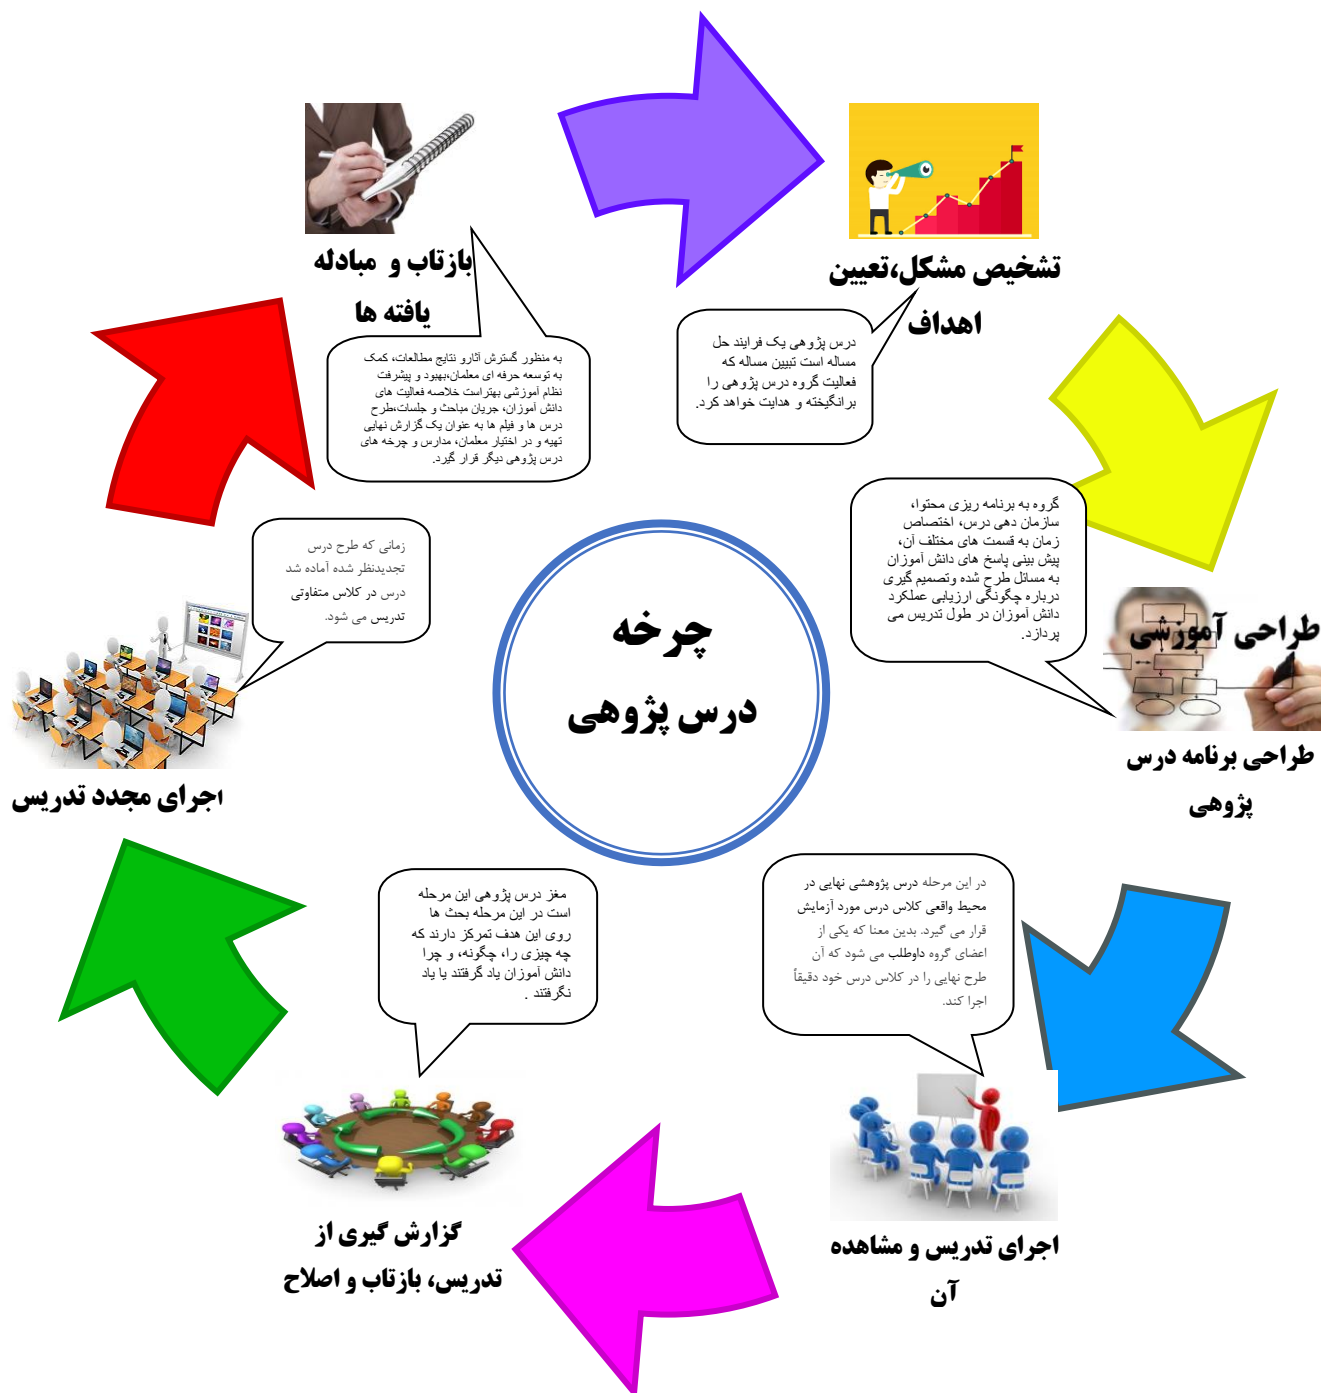 تشخیص مشکل،تعیین
اهداف
درس پژوهی یک فرایند حل
مساله است تبیین مساله که
فعالیت گروه درس پژوهی را
برانگیخته و هدایت خواهد کرد.
گروه به برنامه ریزی محتوا،
سازمان دهی درس، اختصاص
زمان به قسمت های مختلف آن،
پیش بینی پاسخ های دانش آموزان
به مسائل طرح شده وتصمیم گیری
درباره چگونگی ارزیابی عملکرد
دانش آموزان در طول تدریس می
پردازد.
طراحی آموزشی
طراحی برنامه درس
پژوهی
در این مرحله درس پژوهشی نهایی در
محیط واقعی کلاس درس مورد آزمایش
قرار می گیرد. بدین معنا که یکی از
اعضای گروه داوطلب می شود که آن
طرح نهایی را در کلاس درس خود دقیقاً
اجرا کند.
اجرای تدریس و مشاهده
آن
مغز درس پژوهی این مرحله
است در این مرحله بحث ها
روی این هدف تمرکز دارند که
چه چیزی را، چگونه، و چرا
دانش آموزان یاد گرفتند یا یاد
نگرفتند .
گزارش گیری از
تدریس، بازتاب و اصلاح
زمانی که طرح درس
تجدیدنظر شده آماده شد
درس در کلاس متفاوتی
تدریس می شود.
اجرای مجدد تدریس
بازتاب و مبادله
یافته ها
به منظور گسترش آثارو نتایج مطالعات، کمک
به توسعه حرفه ای معلمان،بهبود و پیشرفت
نظام آموزشی بهتراست خلاصه فعالیت های
دانش آموزان، جریان مباحث و جلسات،طرح
درس ها و فیلم ها به عنوان یک گزارش نهایی
تهیه و در اختیار معلمان، مدارس و چرخه های
درس پژوهی دیگر قرار گیرد.
چرخه
درس پژوهی